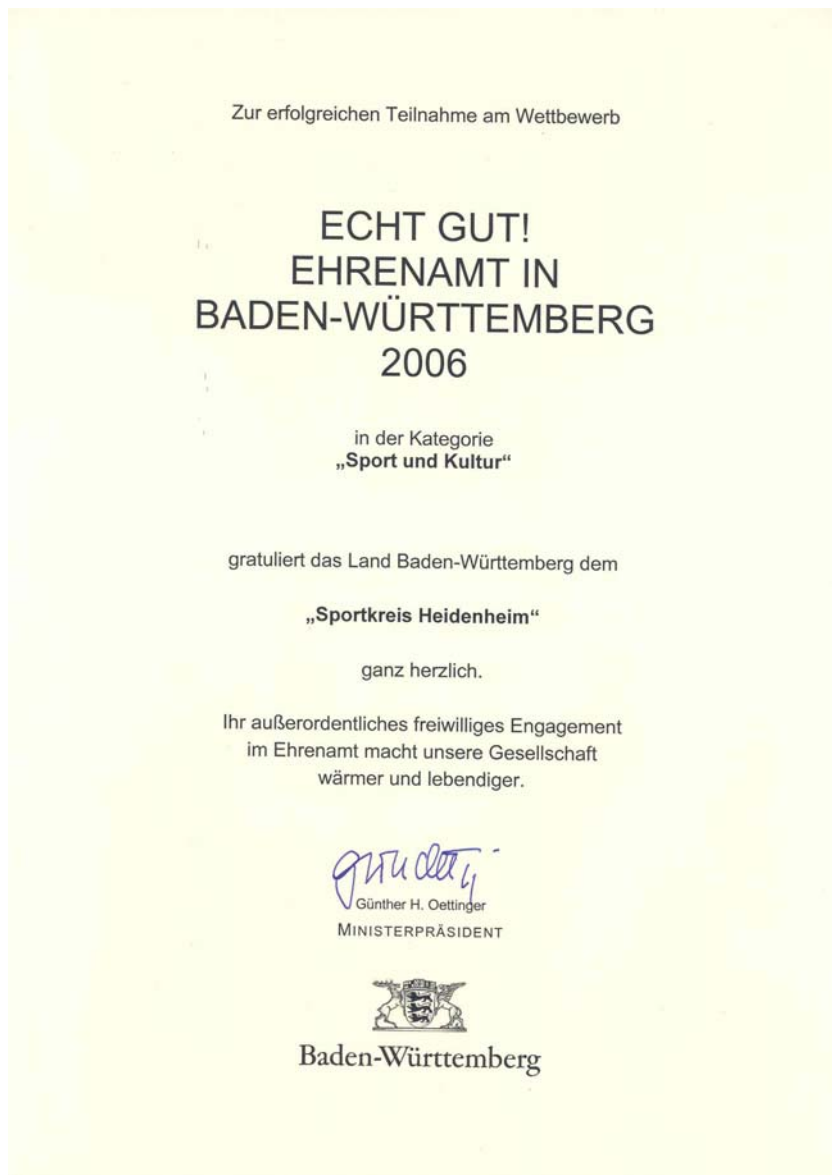 Zur erfolgreichen Teilnahme am Wettbewerb
ECHT GUT!
EHRENAMT IN
BADEN-WÜRTTEMBERG
2006
in der Kategorie
„Sport und Kultur“
gratuliert das Land Baden-Württemberg dem
„Sportkreis Heidenheim“
ganz herzlich.
Ihr außerordentliches freiwilliges Engagement
im Ehrenamt macht unsere Gesellschaft
wärmer und lebendiger.
Günther H. Oettinger
MINISTERPRÄSIDENT
Baden-Württemberg